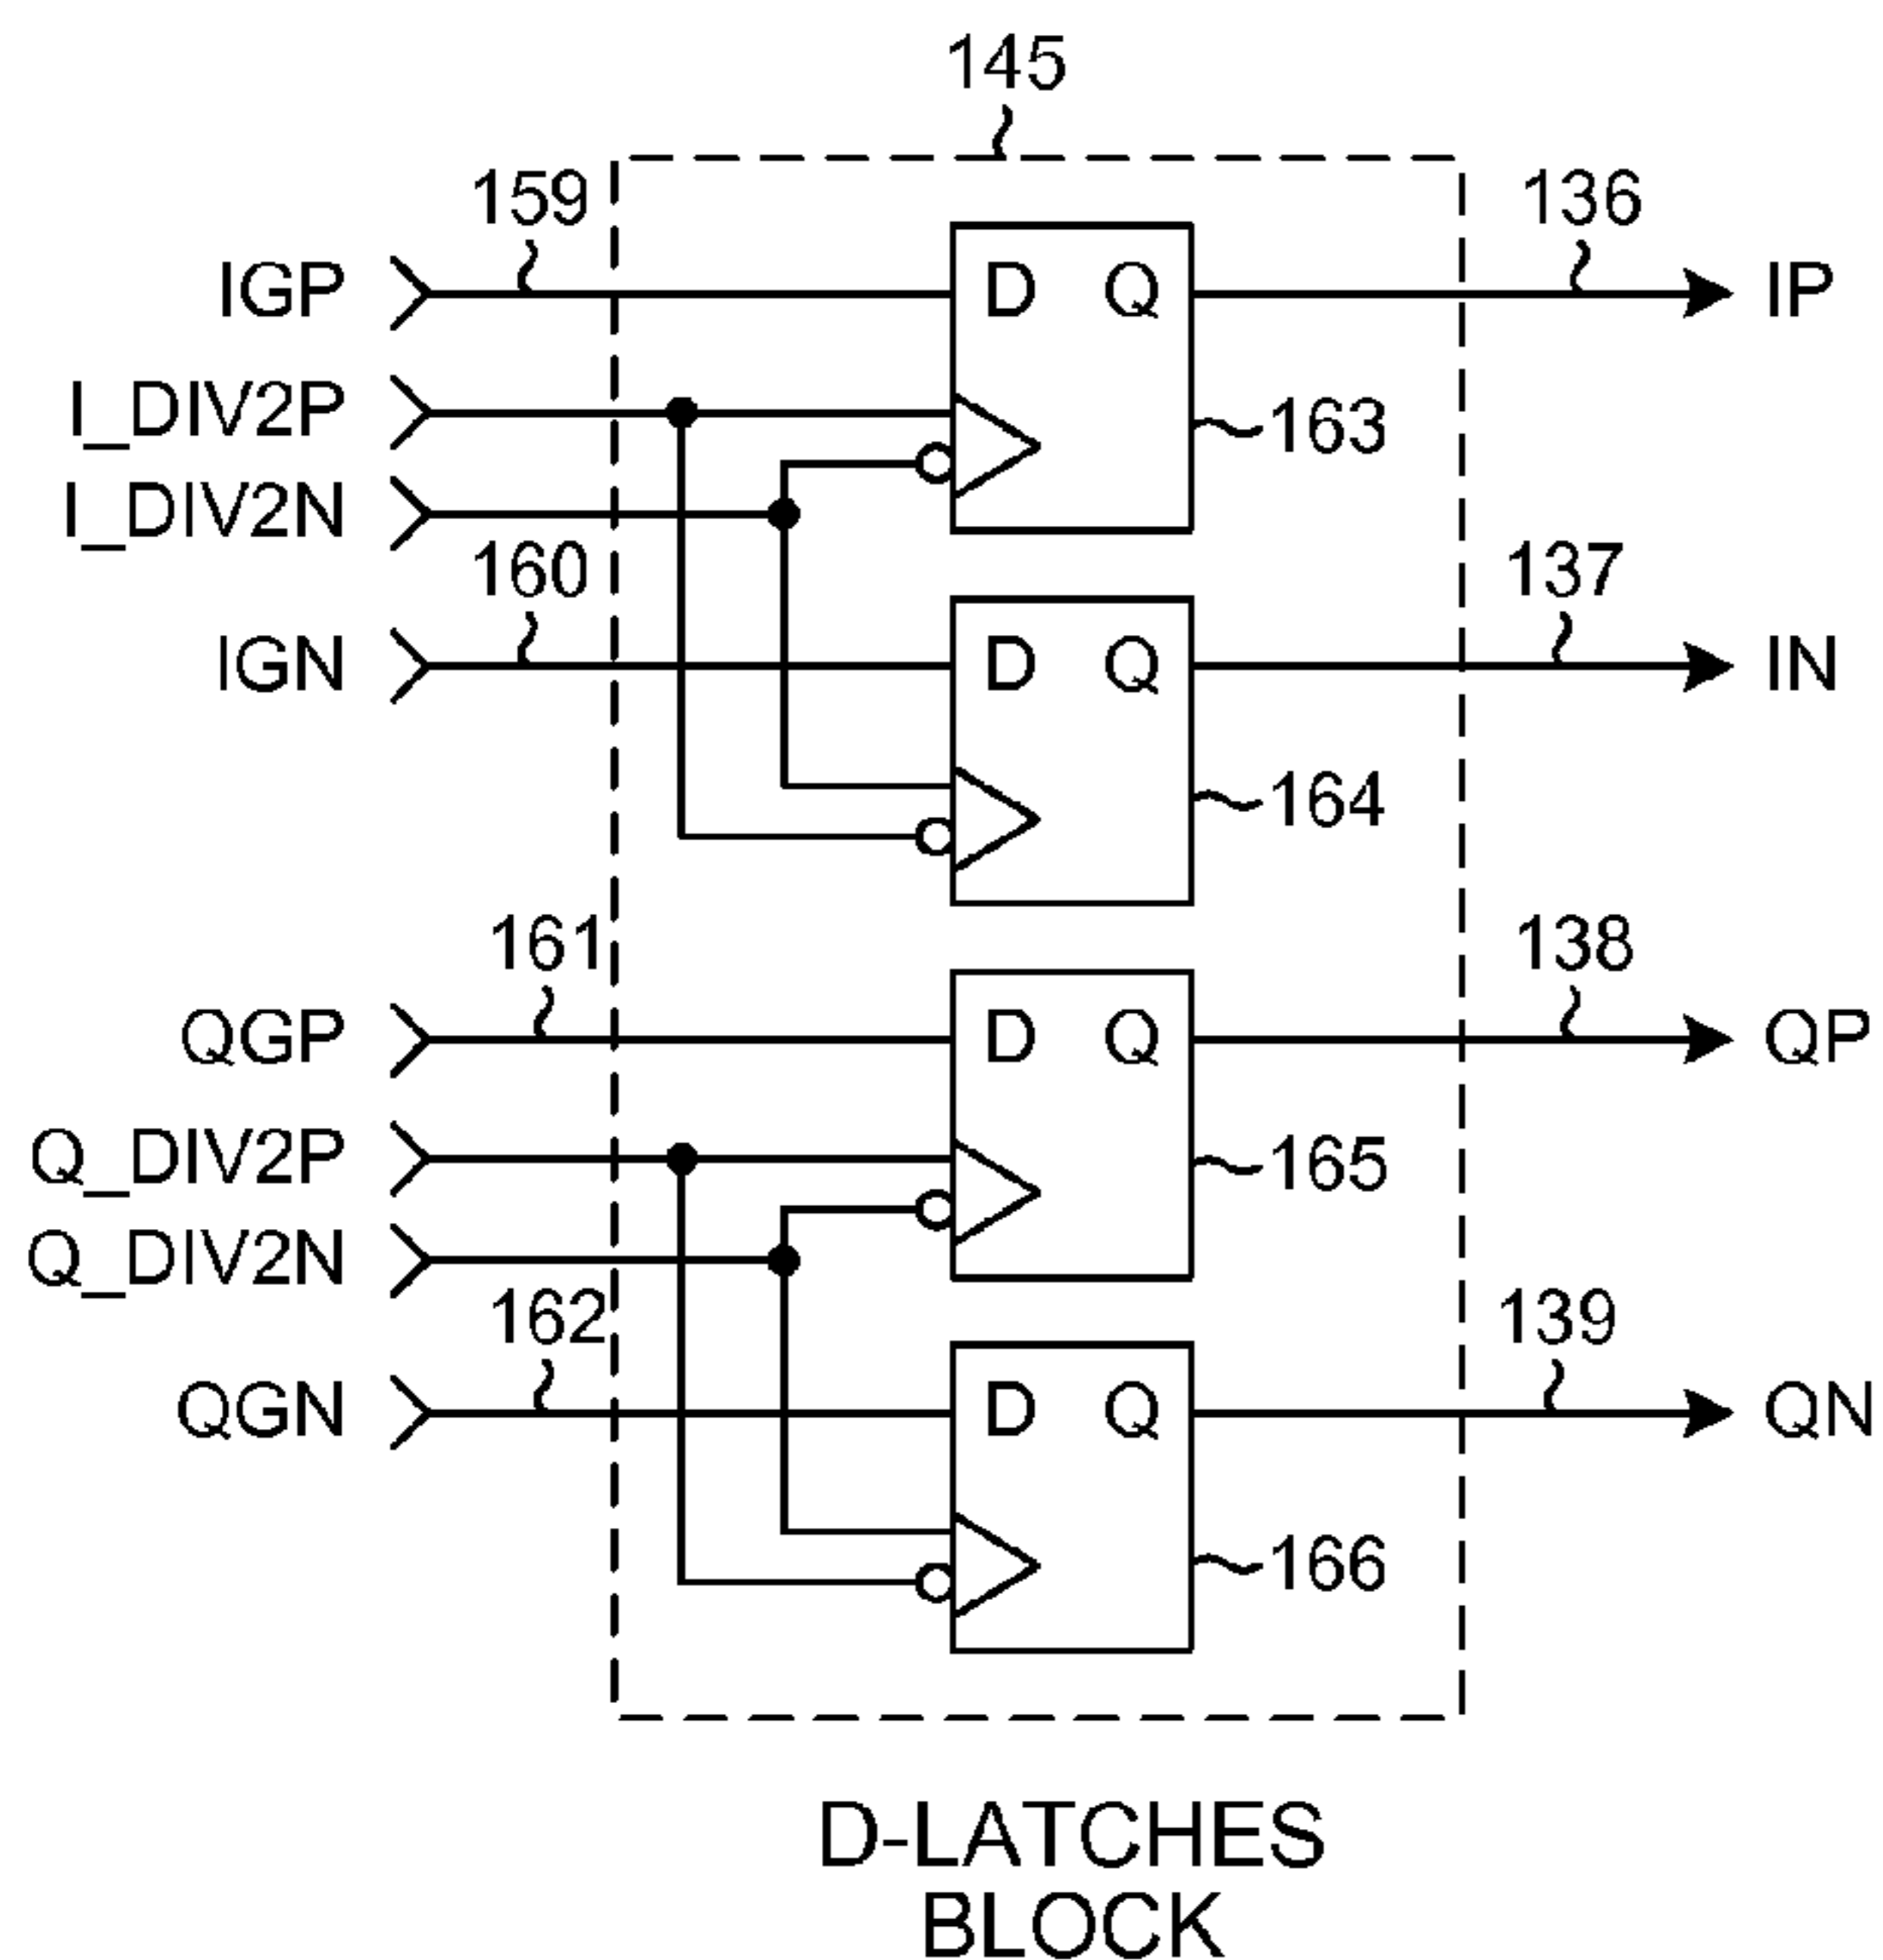 145
159
136
IGP
D Q
IP
I_DIV2P
163
I_DIV2N
160
137
IGN
D Q
IN
164
161
138
QGP
D Q
QP
Q_DIV2P
165
Q_DIV2N
162
139
QGN
D Q
QN
166
D-LATCHES
BLOCK